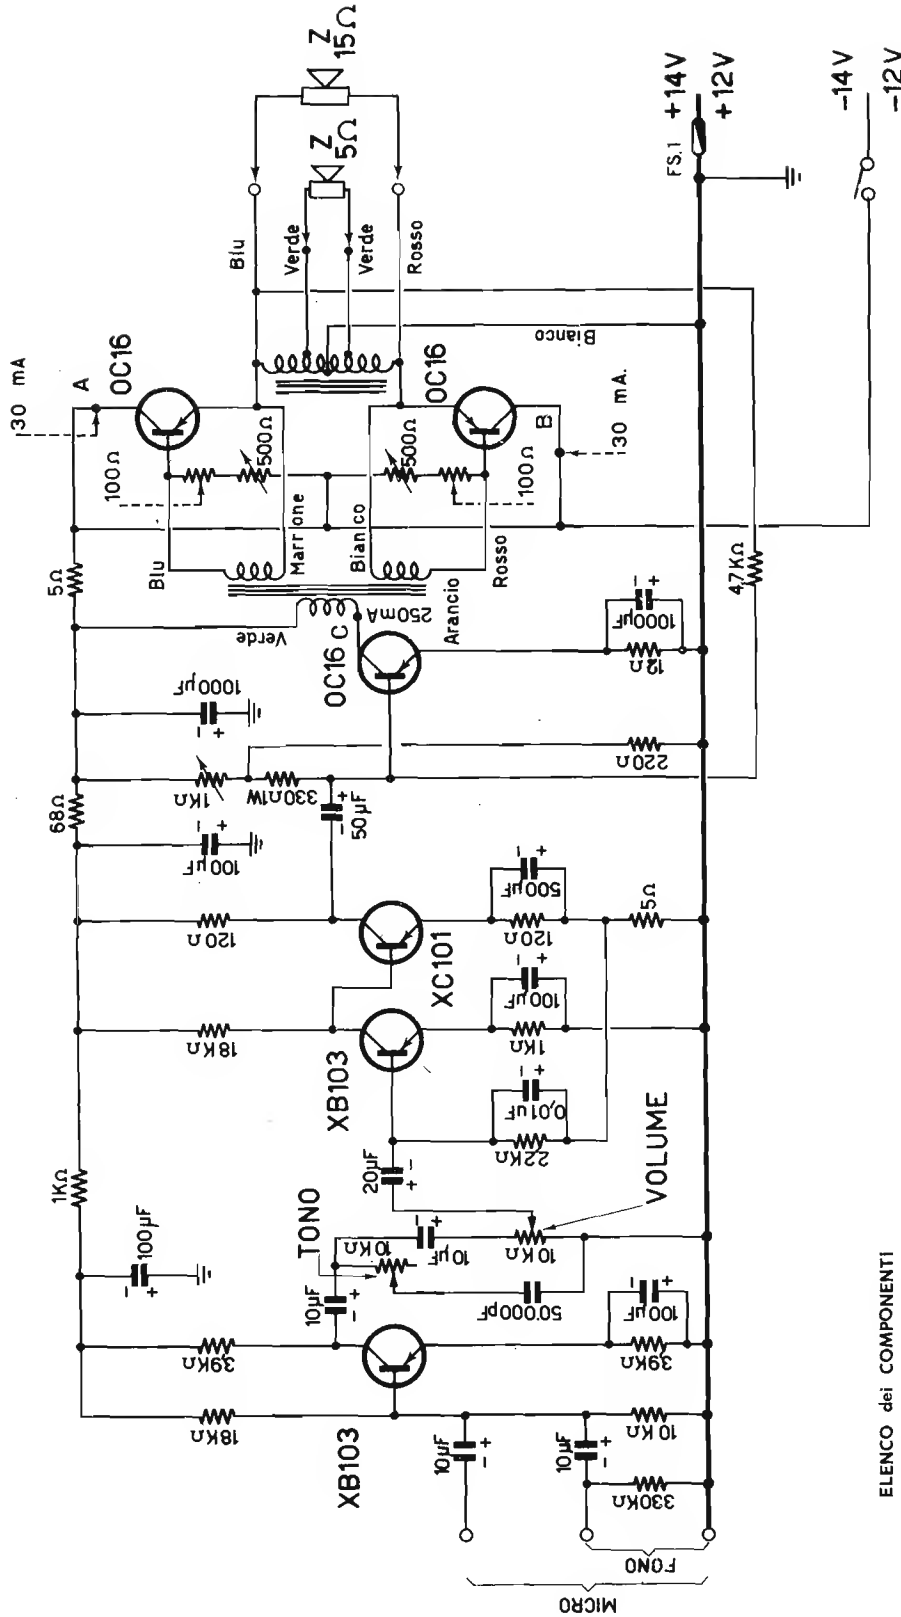 30 mA
A
OC16
100Ω
500Ω
Blu
Marrone
Bianco
500Ω
OC16
B
30 mA.
100Ω
Rosso
Blu
Verde
Verde
Rosso
Z
5Ω
Z
15Ω
Bianco
FS.1
+14V
+12V
-14V
-12V
5Ω
Verde
OC16 C
250mA
Arancio
1000µF
- +
12Ω
1000µF
- +
4,7KΩ
220Ω
1KΩ
330Ω1W
50µF
- +
68Ω
100µF
- +
120Ω
XC101
500µF
- +
120Ω
5Ω
18KΩ
XB103
100µF
- +
1KΩ
0,01µF
- +
22KΩ
20µF
+ -
VOLUME
1KΩ
100µF
- +
TONO
10KΩ
10µF
- +
10KΩ
10µF
- +
50'000pF
3,9KΩ
100µF
- +
3,9KΩ
18KΩ
XB103
10µF
- +
10µF
- +
10KΩ
330KΩ
FONO
MICRO
ELENCO dei COMPONENTI